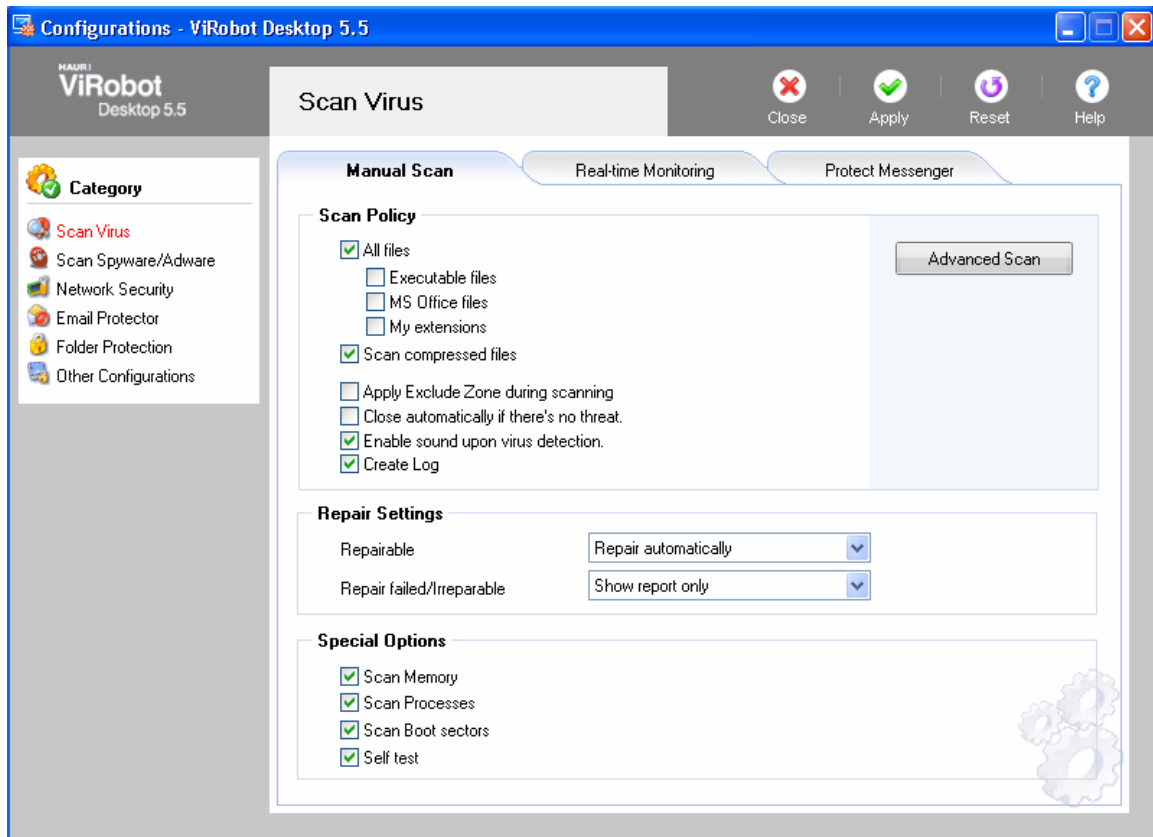 Configurations - ViRobot Desktop 5.5
HAURI
ViRobot
Desktop 5.5
Scan Virus
Close
Apply
Reset
Help
Category
Scan Virus
Scan Spyware/Adware
Network Security
Email Protector
Folder Protection
Other Configurations
Manual Scan
Real-time Monitoring
Protect Messenger
Scan Policy
All files
Executable files
MS Office files
My extensions
Scan compressed files
Apply Exclude Zone during scanning
Close automatically if there's no threat.
Enable sound upon virus detection.
Create Log
Advanced Scan
Repair Settings
Repairable
Repair automatically
Repair failed/Irreparable
Show report only
Special Options
Scan Memory
Scan Processes
Scan Boot sectors
Self test